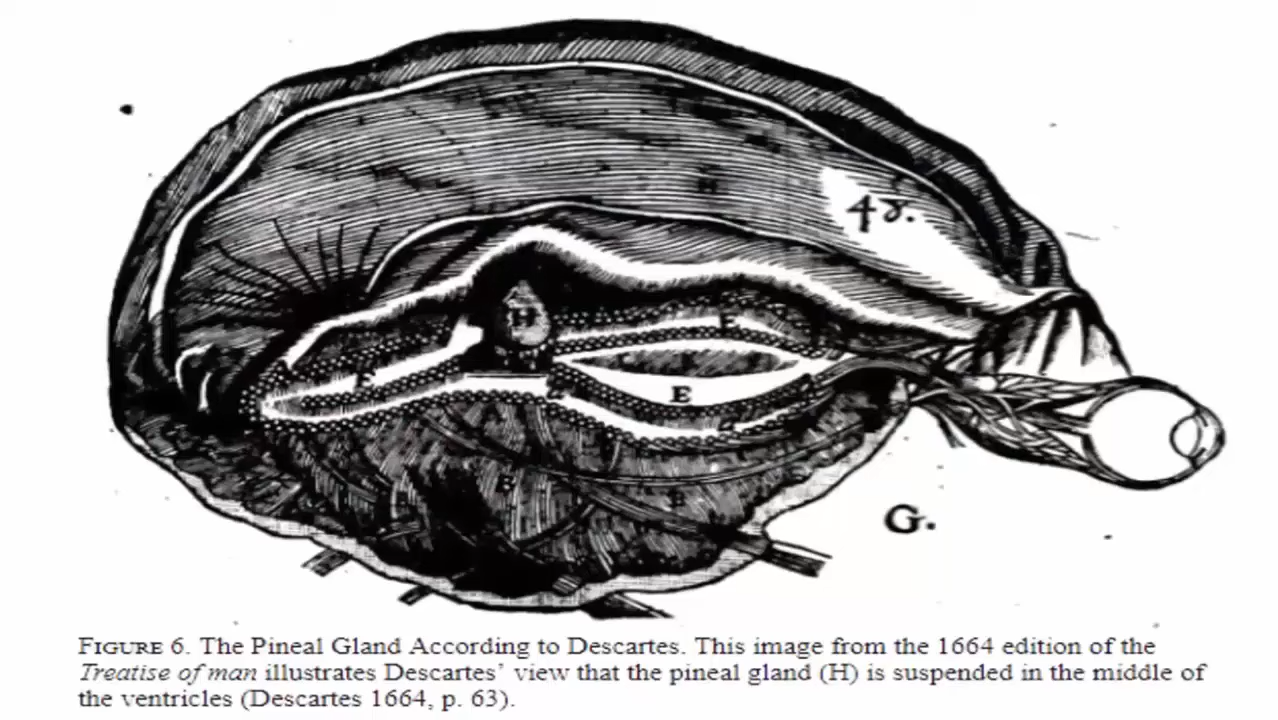 H
48.
H
F
E
E
G.
B
B
FIGURE 6. The Pineal Gland According to Descartes. This image from the 1664 edition of the
Treatise of man illustrates Descartes' view that the pineal gland (H) is suspended in the middle of
the ventricles (Descartes 1664, p. 63).